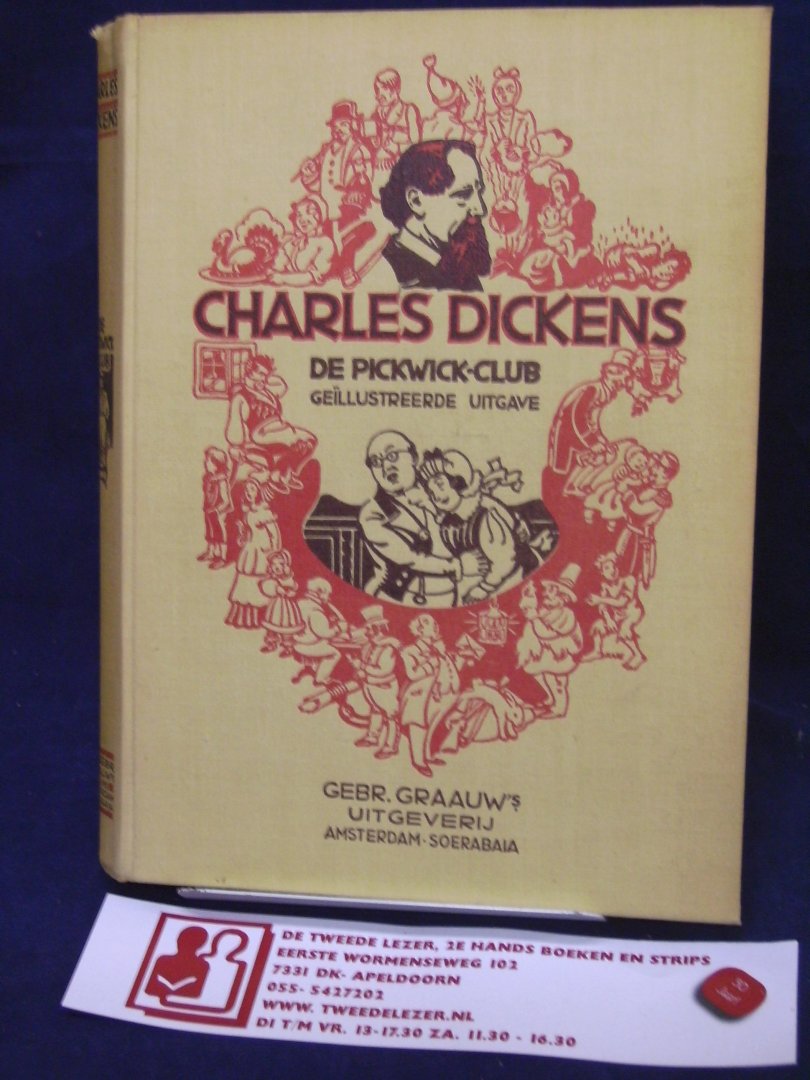 CHARLES DICKENS
DE PICKWICK-CLUB
GEÏLLUSTREERDE UITGAVE
GEBR. GRAAUW'S
UITGEVERIJ
AMSTERDAM-SOERABAIA
DE TWEEDE LEZER, 2E HANDS BOEKEN EN STRIPS
EERSTE WORMENSEWEG 102
7331 DK- APELDOORN
055- 5427202
WWW. TWEEDELEZER.NL
DI T/M VR. 13-17.30 ZA. 11.30 - 16.30